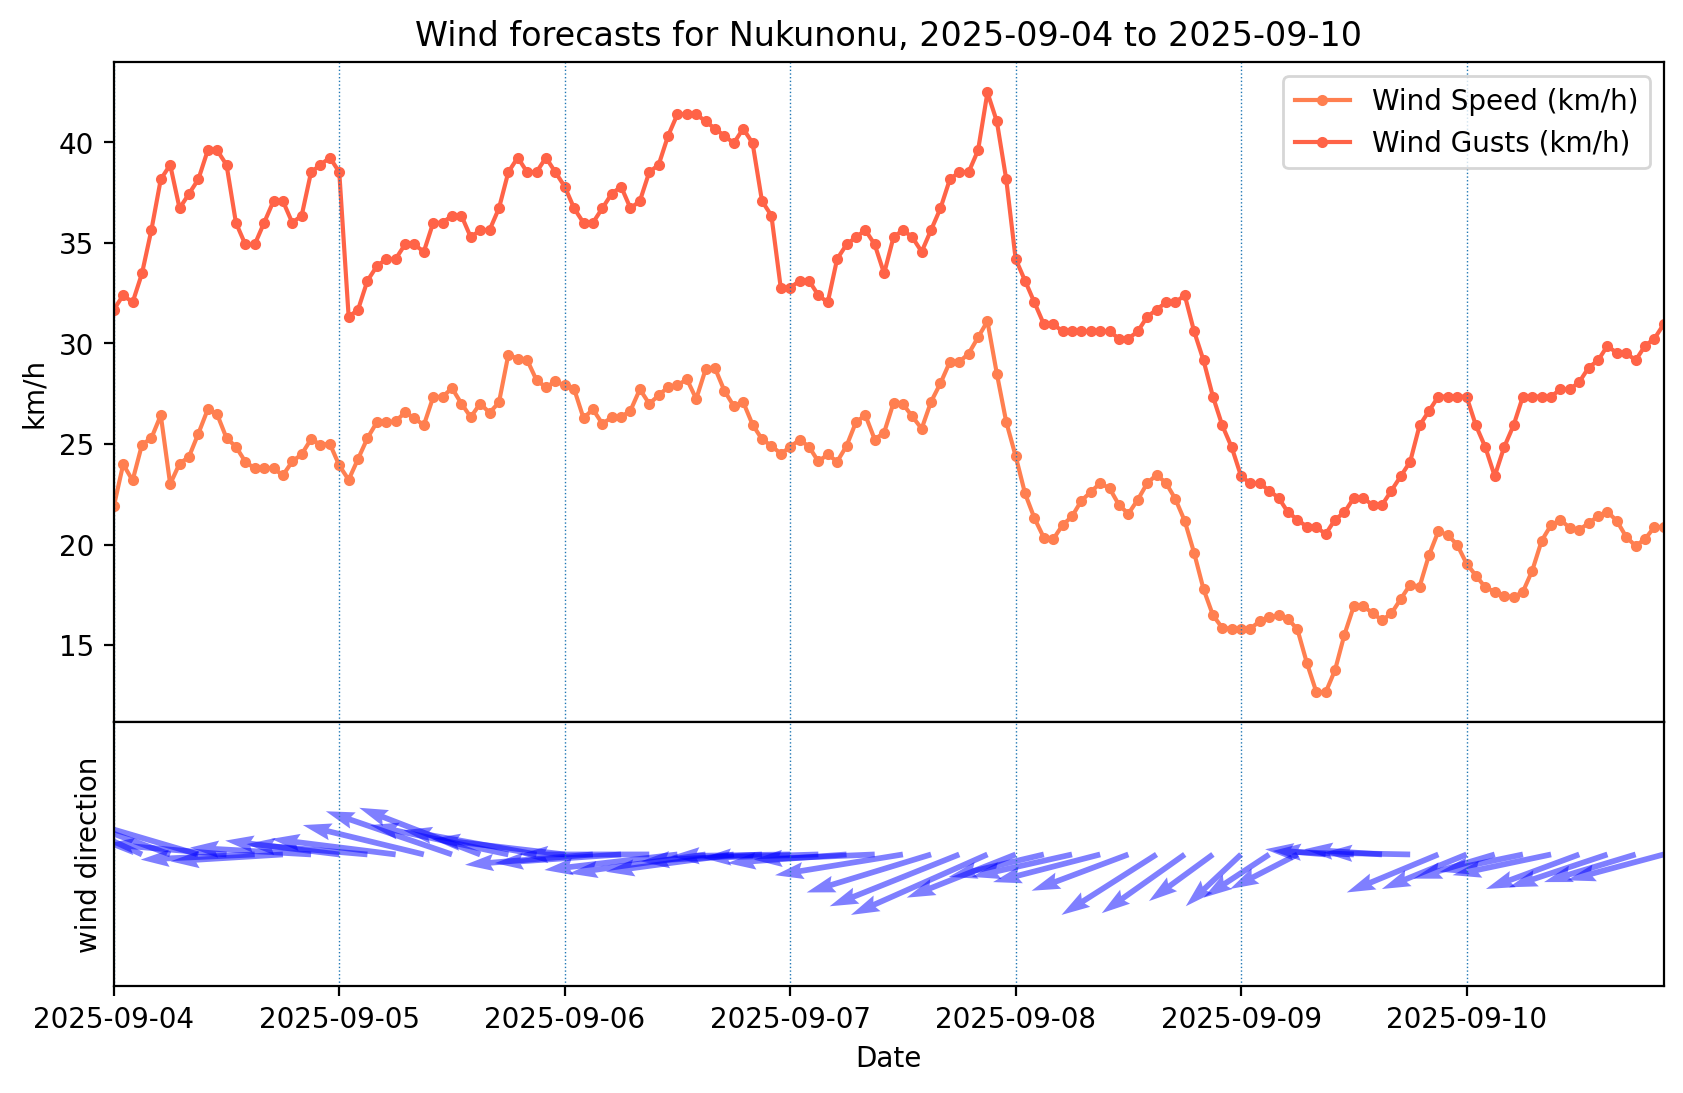 Wind forecasts for Nukunonu, 2025-09-04 to 2025-09-10
Wind Speed (km/h)
Wind Gusts (km/h)
40
35
30
25
20
15
km/h
wind direction
2025-09-04
2025-09-05
2025-09-06
2025-09-07
2025-09-08
2025-09-09
2025-09-10
Date